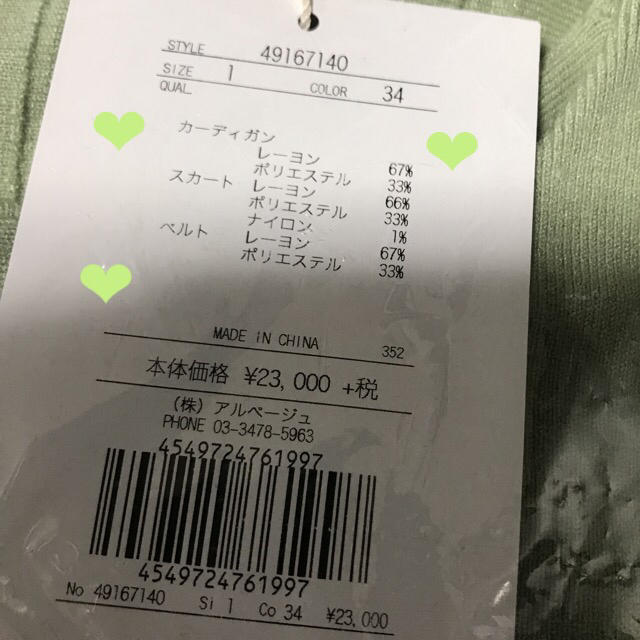 STYLE 49167140
SIZE 1 COLOR 34
QUAL.
カーディガン
レーヨン 67%
ポリエステル 33%
スカート レーヨン 66%
ポリエステル 33%
ナイロン 1%
ベルト レーヨン 67%
ポリエステル 33%
MADE IN CHINA 352
本体価格 ¥23,000 +税
(株) アルページュ
PHONE 03-3478-5963
4549724761997
4549724761997
No 49167140 Si 1 Co 34 ¥23,000